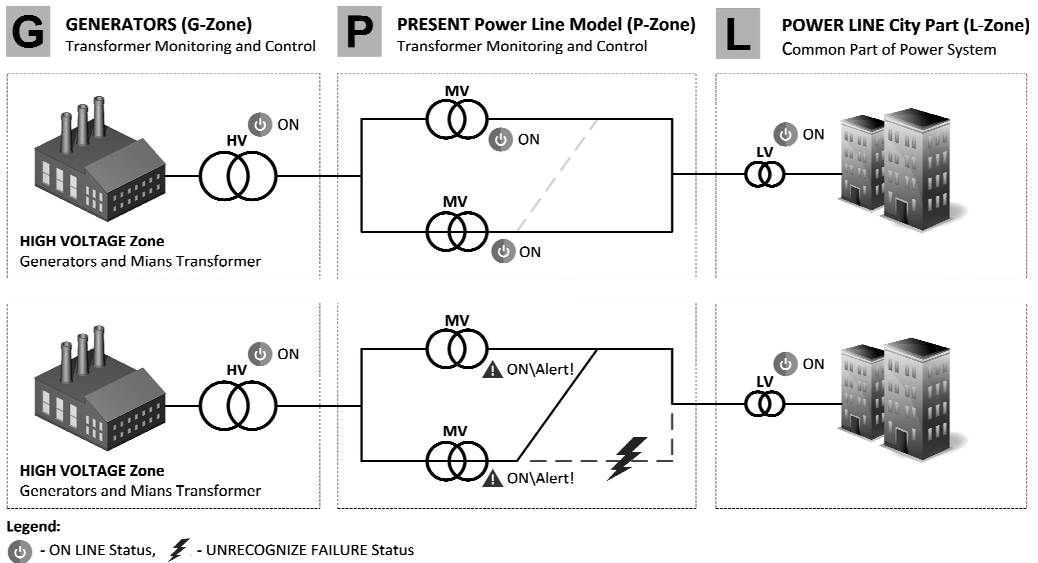 G
GENERATORS (G-Zone)
Transformer Monitoring and Control
P
PRESENT Power Line Model (P-Zone)
Transformer Monitoring and Control
L
POWER LINE City Part (L-Zone)
Common Part of Power System
HV
ON
HIGH VOLTAGE Zone
Generators and Mians Transformer
MV
ON
MV
ON
LV
ON
HV
ON
HIGH VOLTAGE Zone
Generators and Mians Transformer
MV
ON\Alert!
MV
ON\Alert!
LV
ON
Legend:
- ON LINE Status, - UNRECOGNIZE FAILURE Status